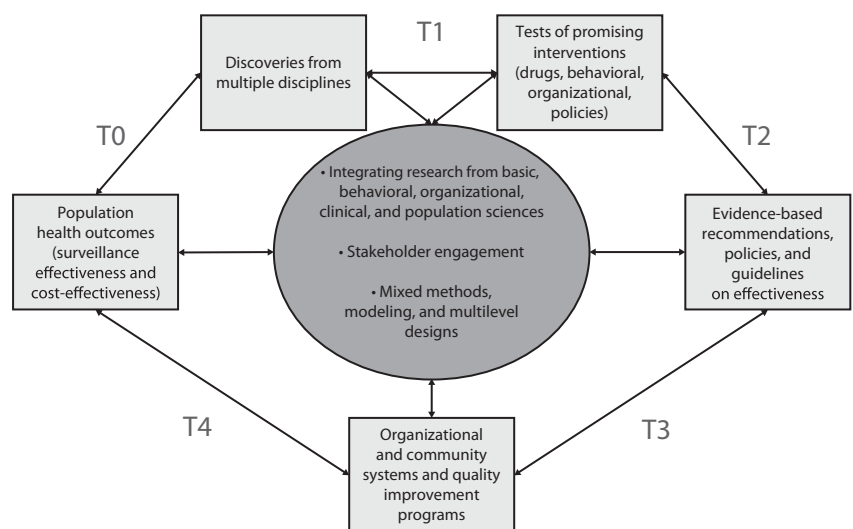 T1
Discoveries from
multiple disciplines
Tests of promising
interventions
(drugs, behavioral,
organizational,
policies)
T0
T2
• Integrating research from basic,
behavioral, organizational,
clinical, and population sciences
• Stakeholder engagement
• Mixed methods,
modeling, and multilevel
designs
Population
health outcomes
(surveillance
effectiveness and
cost-effectiveness)
Evidence-based
recommendations,
policies, and
guidelines
on effectiveness
T4
T3
Organizational
and community
systems and quality
improvement
programs